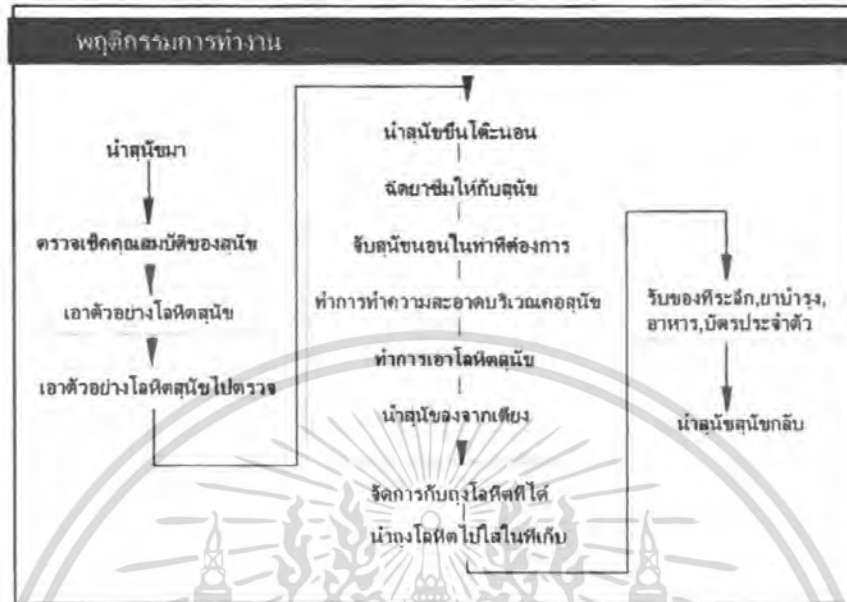 พฤติกรรมการทำงาน
นำสุนัขมา
ตรวจเช็คคุณสมบัติของสุนัข
เอาตัวอย่างโลหิตสุนัข
เอาตัวอย่างโลหิตสุนัขไปตรวจ
นำสุนัขขึ้นโต๊ะนอน
ฉีดยาซึมให้กับสุนัข
จับสุนัขนอนในท่าที่ต้องการ
ทำการทำความสะอาดบริเวณคอสุนัข
ทำการเอาโลหิตสุนัข
นำสุนัขลงจากเตียง
จัดการกับถุงโลหิตที่ได้
นำถุงโลหิตไปใส่ในที่เก็บ
รับของที่ระลึก,ยาบำรุง,
อาหาร,บัตรประจำตัว
นำสุนัขสุนัขกลับ